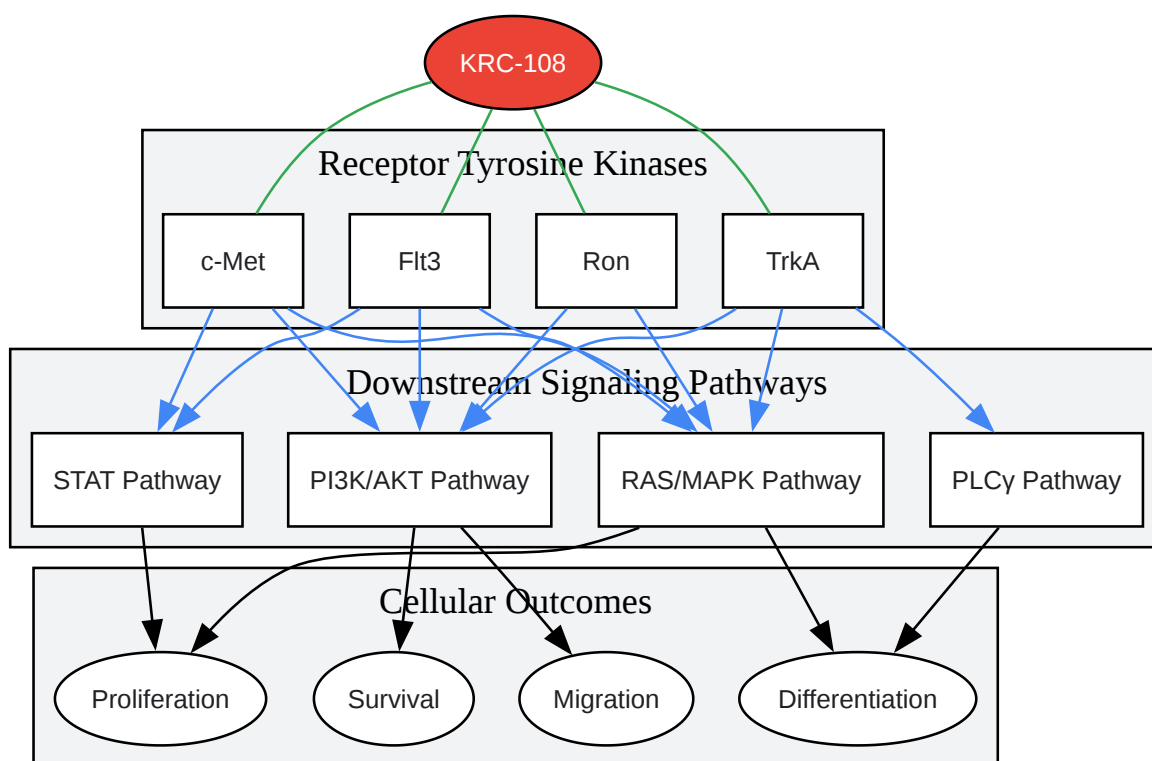 KRC-108
Receptor Tyrosine Kinases
c-Met
Flt3
Ron
TrkA
Downstream Signaling Pathways
STAT Pathway
PI3K/AKT Pathway
RAS/MAPK Pathway
PLCγ Pathway
Cellular Outcomes
Proliferation
Survival
Migration
Differentiation